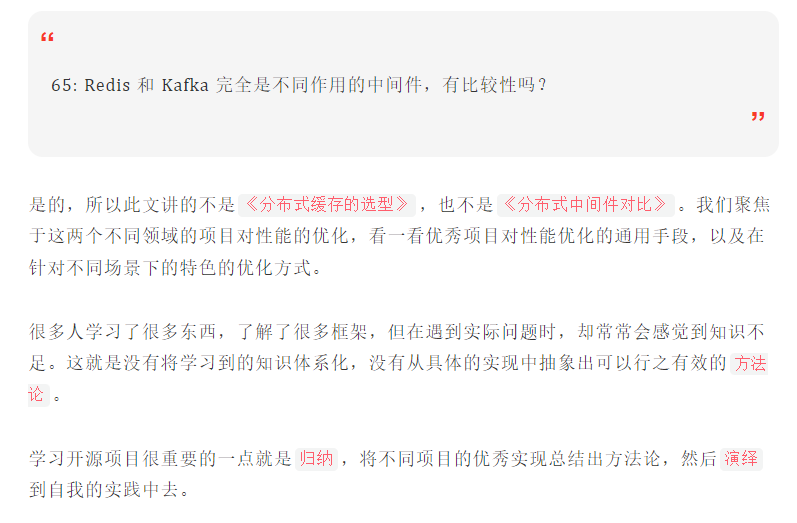 “
65: Redis 和 Kafka 完全是不同作用的中间件，有比较性吗？
”
是的，所以此文讲的不是《分布式缓存的选型》，也不是《分布式中间件对比》。我们聚焦
于这两个不同领域的项目对性能的优化，看一看优秀项目对性能优化的通用手段，以及在
针对不同场景下的特色的优化方式。
很多人学习了很多东西，了解了很多框架，但在遇到实际问题时，却常常会感觉到知识不
足。这就是没有将学习到的知识体系化，没有从具体的实现中抽象出可以行之有效的方法
论。
学习开源项目很重要的一点就是归纳，将不同项目的优秀实现总结出方法论，然后演绎
到自我的实践中去。